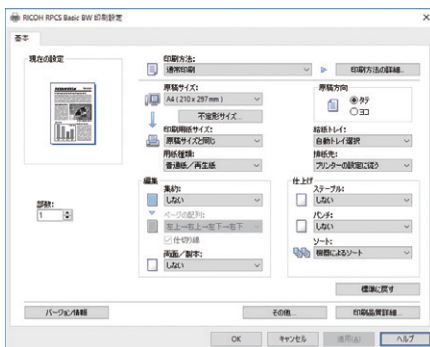 RICOH RPCS Basic BW 印刷設定
基本
現在の設定
部数:
1
印刷方法:
通常印刷
印刷方法の詳細...
原稿サイズ:
A4 (210 x 297 mm)
不定形サイズ...
原稿方向
タテ
ヨコ
印刷用紙サイズ:
原稿サイズと同じ
給紙トレイ:
自動トレイ選択
用紙種類:
普通紙/再生紙
排紙先:
プリンターの設定に従う
編集
集約:
しない
ページの配列:
左上→右上→左下→右下
仕切り線
両面/製本:
しない
仕上げ
ステープル:
しない
パンチ:
しない
ソート:
機器によるソート
標準に戻す
バージョン情報
その他...
印刷品質詳細...
OK
キャンセル
適用(A)
ヘルプ